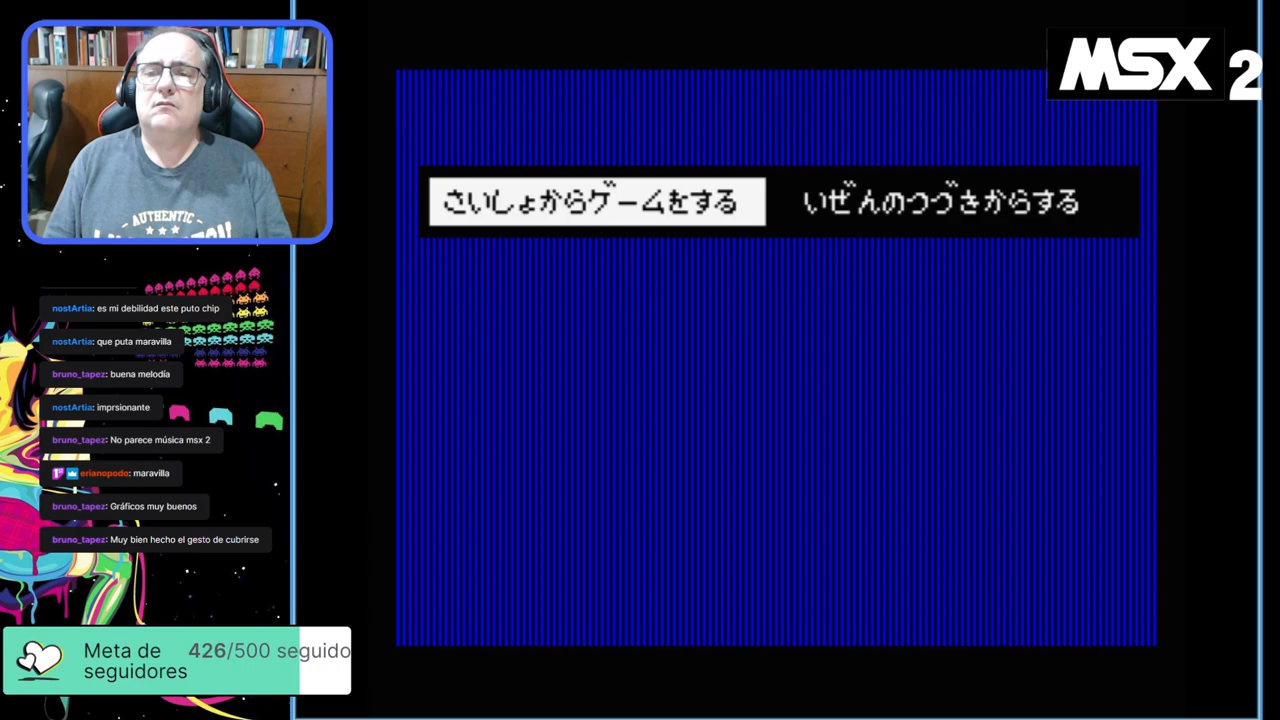 AUTHENTIC
MSX 2
さいしょからゲームをする いぜんのつづきからする
nostArtia: es mi debilidad este puto chip
nostArtia: que puta maravilla
bruno_tapez: buena melodía
nostArtia: imprsionante
bruno_tapez: No parece música msx 2
erianopodo: maravilla
bruno_tapez: Gráficos muy buenos
bruno_tapez: Muy bien hecho el gesto de cubrirse
Meta de seguidores
426/500 seguido